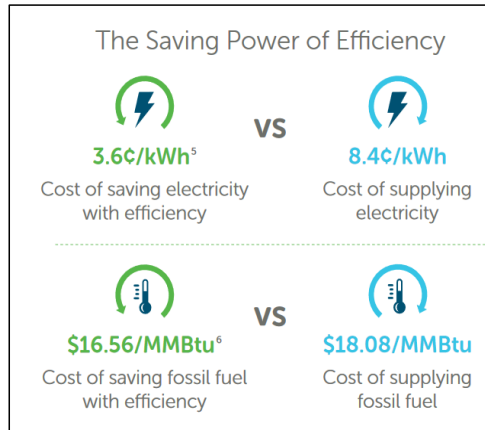 The Saving Power of Efficiency
3.6¢/kWh⁵
Cost of saving electricity
with efficiency
VS
8.4¢/kWh
Cost of supplying
electricity
$16.56/MMBtu⁶
Cost of saving fossil fuel
with efficiency
VS
$18.08/MMBtu
Cost of supplying
fossil fuel